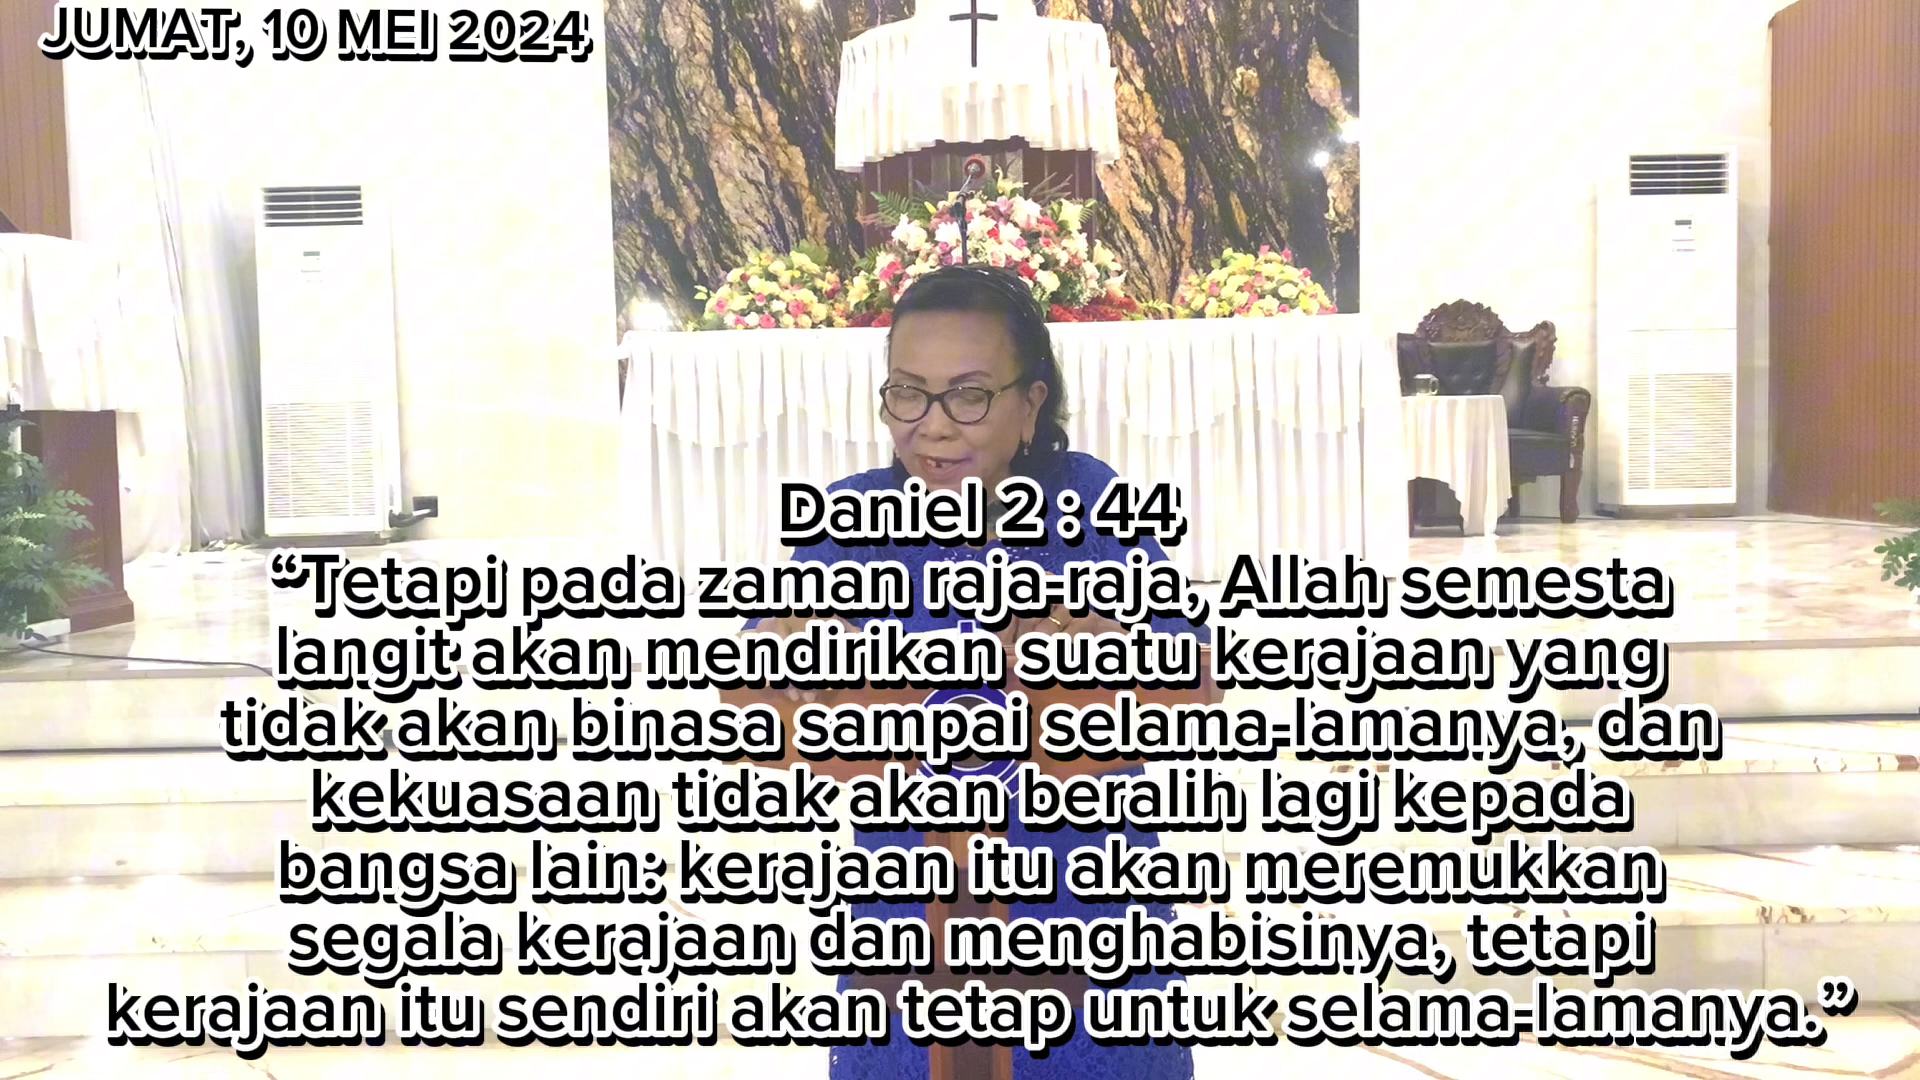 JUMAT, 10 MEI 2024
Daniel 2 : 44
“Tetapi pada zaman raja-raja, Allah semesta
langit akan mendirikan suatu kerajaan yang
tidak akan binasa sampai selama-lamanya, dan
kekuasaan tidak akan beralih lagi kepada
bangsa lain: kerajaan itu akan meremukkan
segala kerajaan dan menghabisinya, tetapi
kerajaan itu sendiri akan tetap untuk selama-lamanya.”